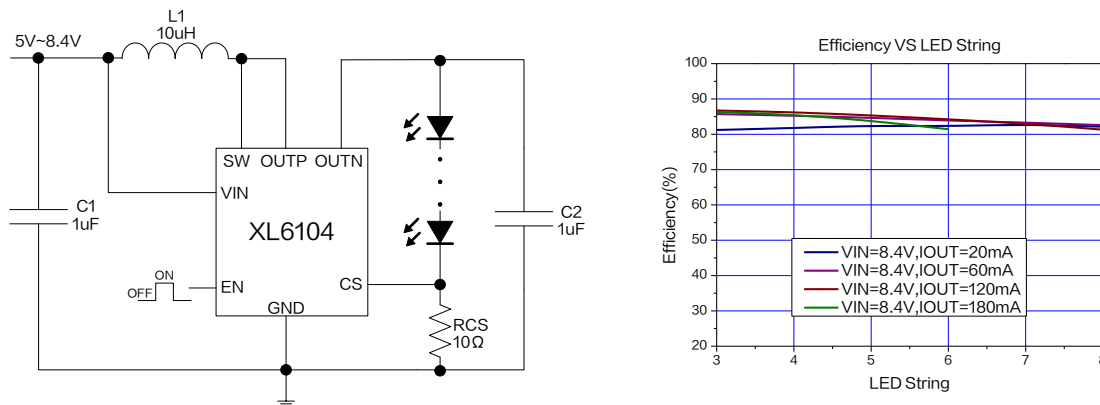 L1
10uH
5V~8.4V
SW OUTP OUTN
VIN
C1
1uF
XL6104
C2
1uF
ON
OFF
EN
CS
GND
RCS
10Ω
Efficiency VS LED String
100
90
80
70
60
50
40
30
20
Efficiency(%)
VIN=8.4V,IOUT=20mA
VIN=8.4V,IOUT=60mA
VIN=8.4V,IOUT=120mA
VIN=8.4V,IOUT=180mA
3 4 5 6 7 8
LED String